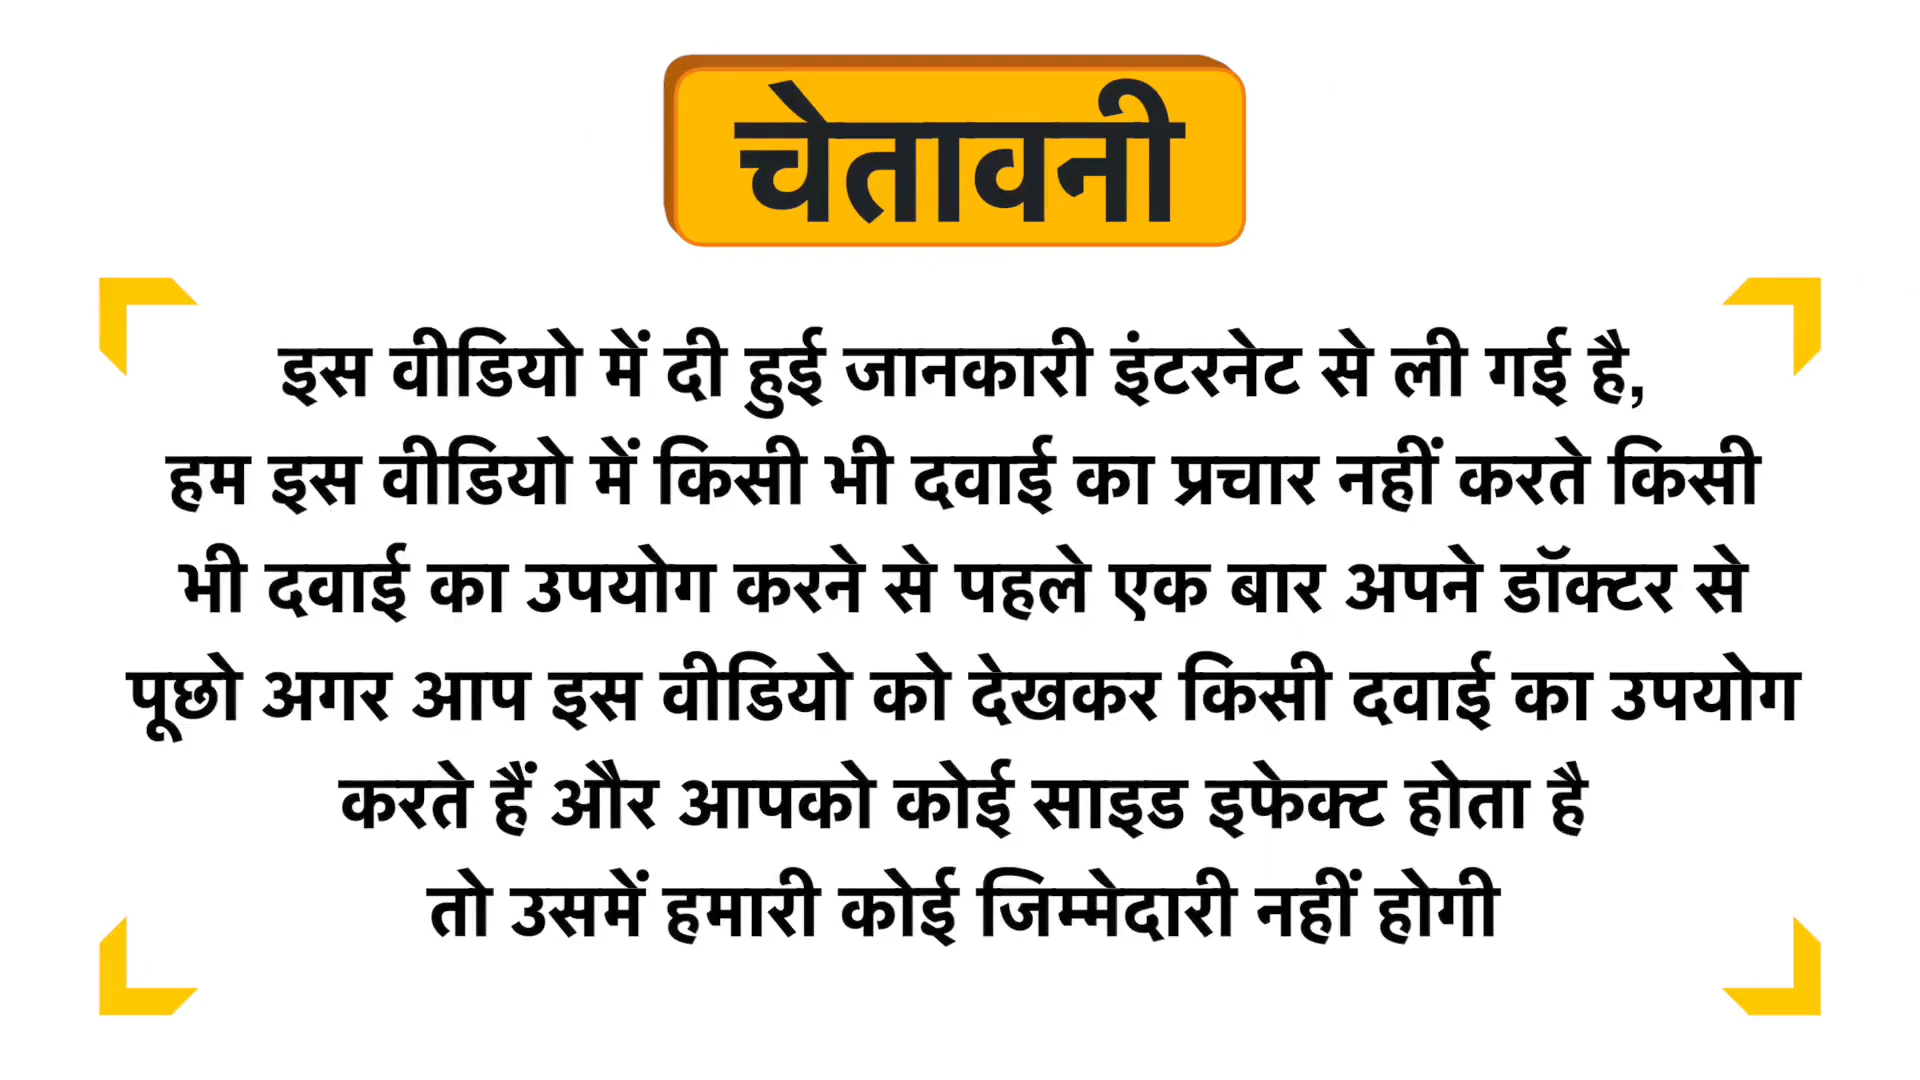 चेतावनी
इस वीडियो में दी हुई जानकारी इंटरनेट से ली गई है,
हम इस वीडियो में किसी भी दवाई का प्रचार नहीं करते किसी
भी दवाई का उपयोग करने से पहले एक बार अपने डॉक्टर से
पूछो अगर आप इस वीडियो को देखकर किसी दवाई का उपयोग
करते हैं और आपको कोई साइड इफेक्ट होता है
तो उसमें हमारी कोई जिम्मेदारी नहीं होगी